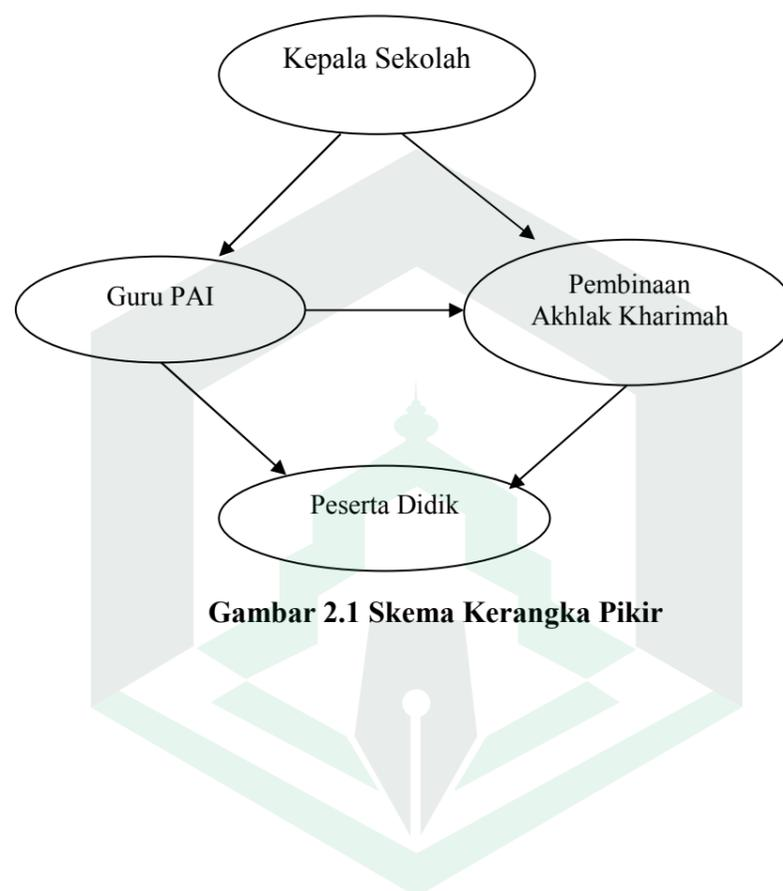 Kepala Sekolah
Guru PAI
Pembinaan
Akhlak Kharimah
Peserta Didik
Gambar 2.1 Skema Kerangka Pikir